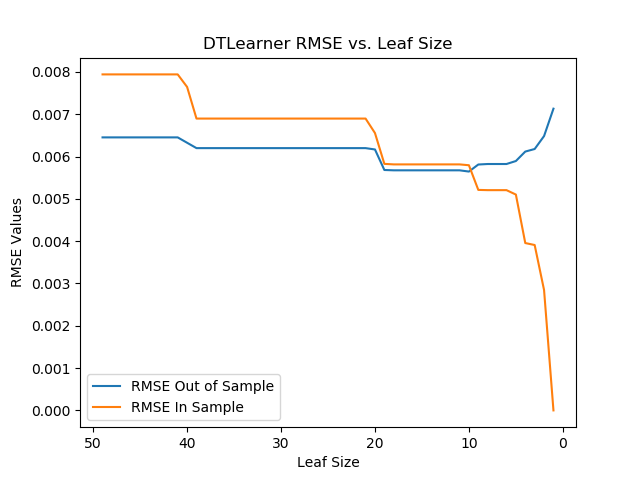 DTLearner RMSE vs. Leaf Size
RMSE Values
0.008
0.007
0.006
0.005
0.004
0.003
0.002
0.001
0.000
RMSE Out of Sample
RMSE In Sample
50 40 30 20 10 0
Leaf Size